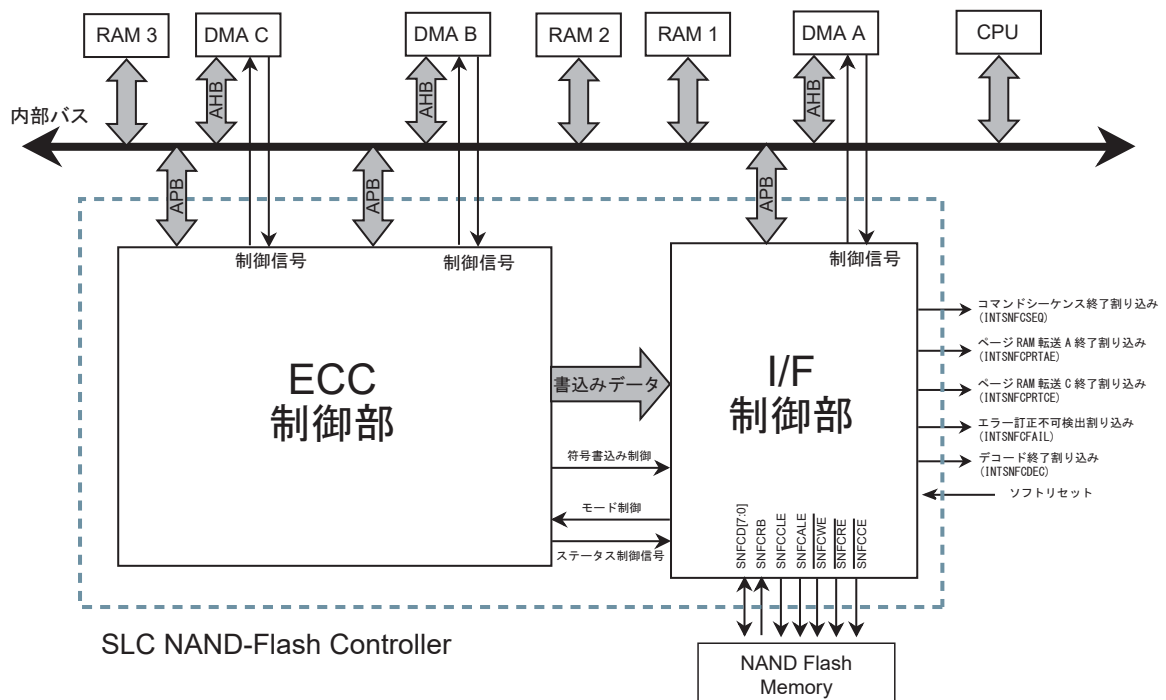 RAM 3
DMA C
DMA B
RAM 2
RAM 1
DMA A
CPU
AHB
AHB
AHB
内部バス
APB
APB
APB
制御信号
制御信号
制御信号
ECC
制御部
書込みデータ
I/F
制御部
符号書込み制御
モード制御
ステータス制御信号
コマンドシーケンス終了割り込み
(INTSNFCSEQ)
ページ RAM 転送 A 終了割り込み
(INTSNFCPRTAE)
ページ RAM 転送 C 終了割り込み
(INTSNFCPRTCE)
エラー訂正不可検出割り込み
(INTSNFCFAIL)
デコード終了割り込み
(INTSNFCDEC)
ソフトリセット
SNFCD[7:0]
SNFCRB
SNFCCLE
SNFCALE
SNFCWE
SNFCRE
SNFCCE
SLC NAND-Flash Controller
NAND Flash
Memory